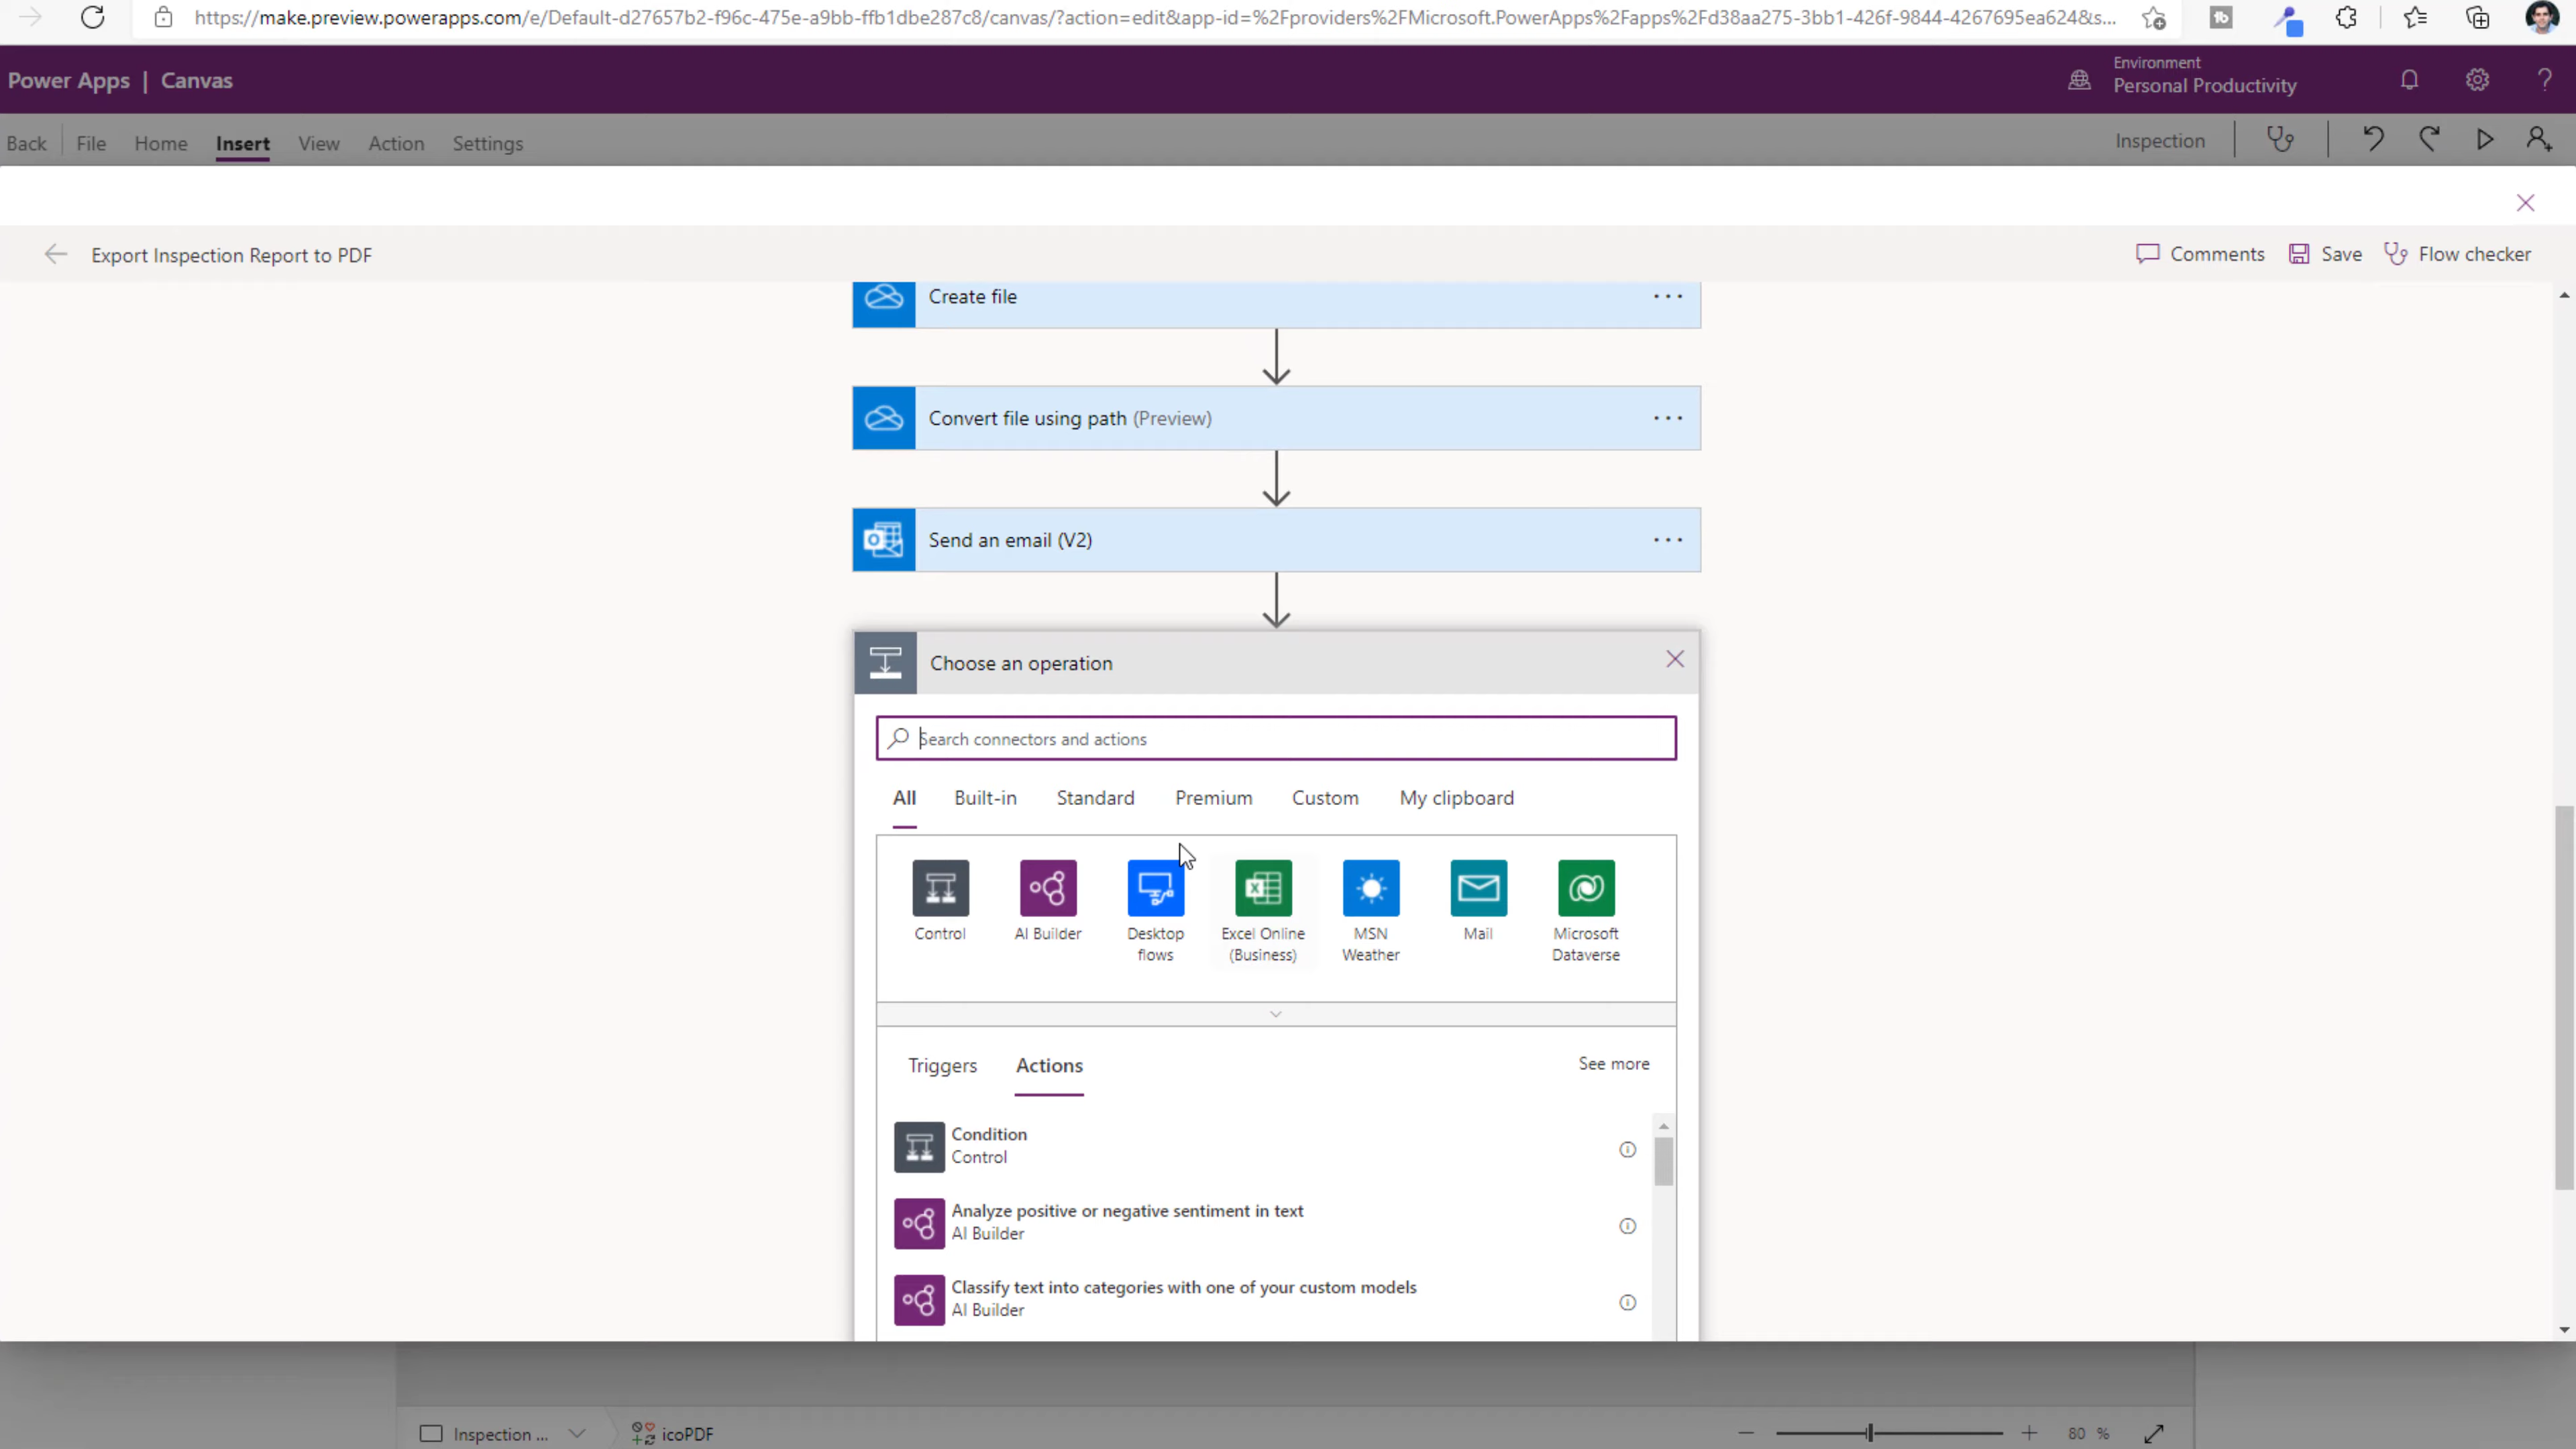 https://make.preview.powerapps.com/e/Default-d27657b2-f96c-475e-a9bb-ffb1dbe287c8/canvas/?action=edit&app-id=%2Fproviders%2FMicrosoft.PowerApps%2Fapps%2Fd38aa275-3bb1-426f-9844-4267695ea624&s...
Power Apps | Canvas
Environment
Personal Productivity
Back File Home Insert View Action Settings
Inspection
Export Inspection Report to PDF
Comments Save Flow checker
Create file
Convert file using path (Preview)
Send an email (V2)
Choose an operation
Search connectors and actions
All Built-in Standard Premium Custom My clipboard
Control
AI Builder
Desktop flows
Excel Online (Business)
MSN Weather
Mail
Microsoft Dataverse
Triggers Actions See more
Condition
Control
Analyze positive or negative sentiment in text
AI Builder
Classify text into categories with one of your custom models
AI Builder
Inspection ... icoPDF
80 %